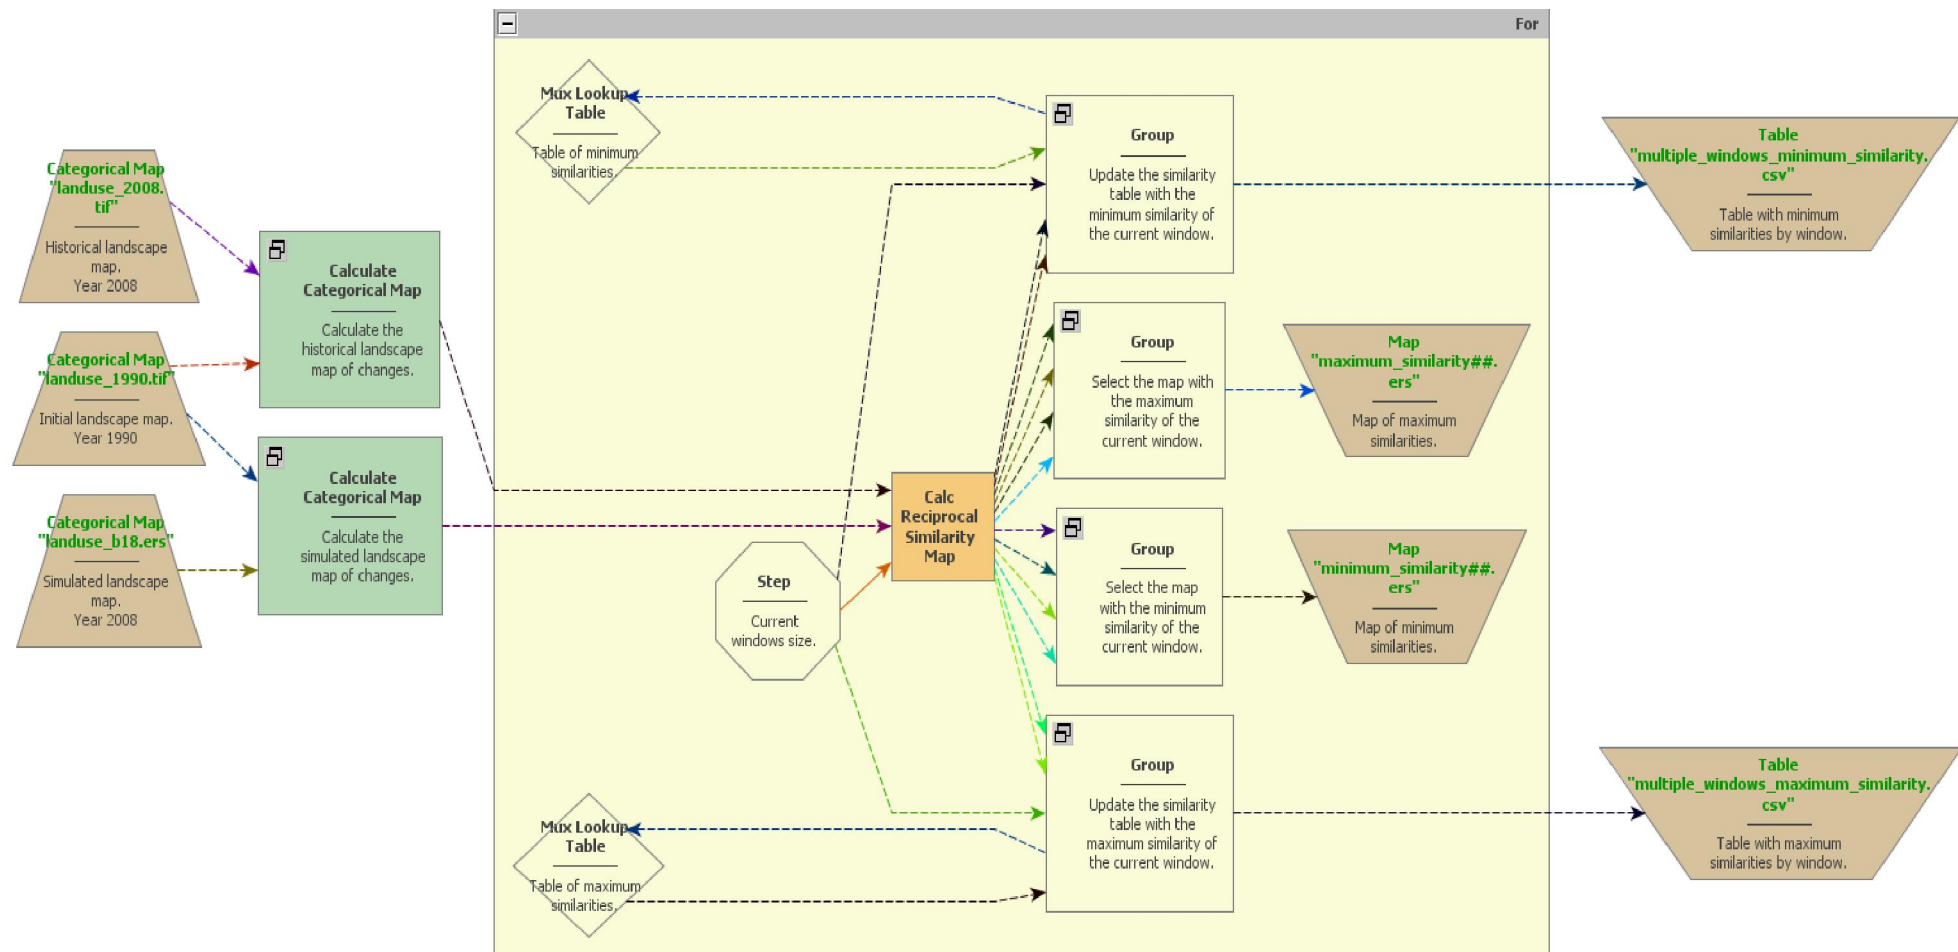 For
Mux Lookup
Table
Table of minimum
similarities.
Group
Update the similarity
table with the
minimum similarity of
the current window.
Table
"multiple_windows_minimum_similarity.
csv"
Table with minimum
similarities by window.
Categorical Map
"landuse_2008.
tif"
Historical landscape
map.
Year 2008
Calculate
Categorical Map
Calculate the
historical landscape
map of changes.
Categorical Map
"landuse_1990.tif"
Initial landscape map.
Year 1990
Group
Select the map with
the maximum
similarity of the
current window.
Map
"maximum_similarity##.
ers"
Map of maximum
similarities.
Calculate
Categorical Map
Calculate the
simulated landscape
map of changes.
Categorical Map
"landuse_b18.ers"
Simulated landscape
map.
Year 2008
Calc
Reciprocal
Similarity
Map
Step
Current
windows size.
Group
Select the map
with the minimum
similarity of the
current window.
Map
"minimum_similarity##.
ers"
Map of minimum
similarities.
Group
Update the similarity
table with the
maximum similarity of
the current window.
Mux Lookup
Table
Table of maximum
similarities.
Table
"multiple_windows_maximum_similarity.
csv"
Table with maximum
similarities by window.